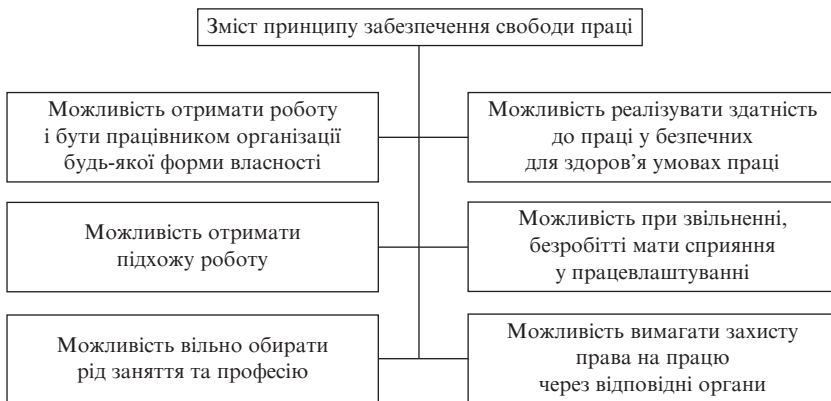 Зміст принципу забезпечення свободи праці
Можливість отримати роботу
і бути працівником організації
будь-якої форми власності
Можливість реалізувати здатність
до праці у безпечних
для здоров’я умовах праці
Можливість отримати
підхожу роботу
Можливість при звільненні,
безробітті мати сприяння
у працевлаштуванні
Можливість вільно обирати
рід заняття та професію
Можливість вимагати захисту
права на працю
через відповідні органи